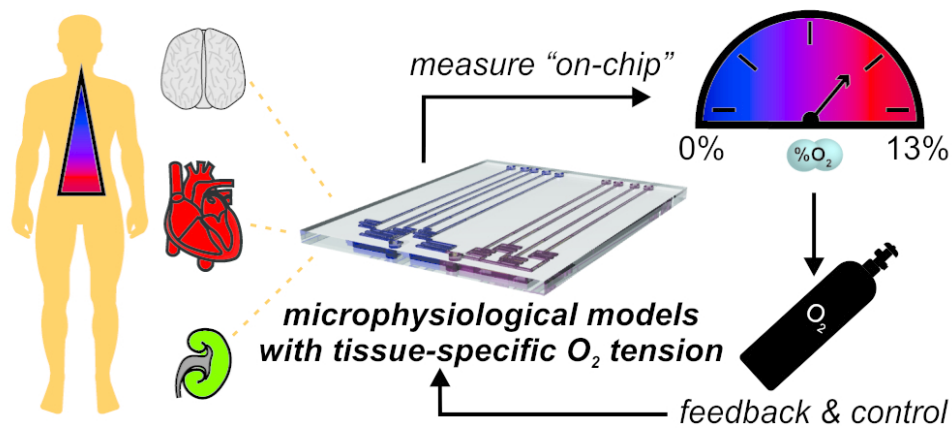 measure “on-chip”
0%
13%
%O₂
O₂
microphysiological models
with tissue-specific O₂ tension
feedback & control